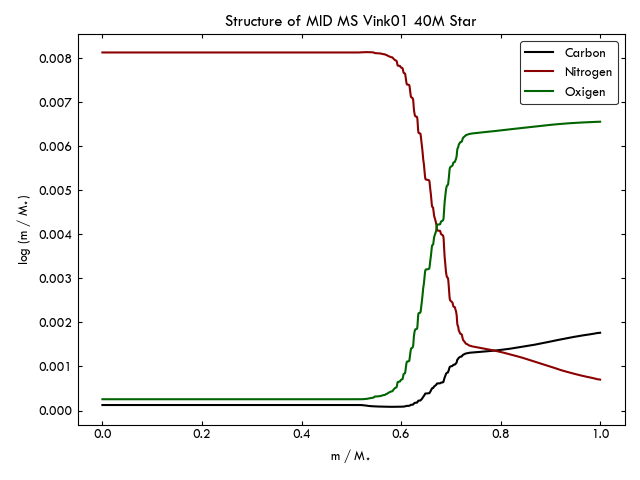 Structure of MID MS Vink01 40M Star
Carbon
Nitrogen
Oxigen
log (m / M*)
0.008
0.007
0.006
0.005
0.004
0.003
0.002
0.001
0.000
0.0 0.2 0.4 0.6 0.8 1.0
m / M*